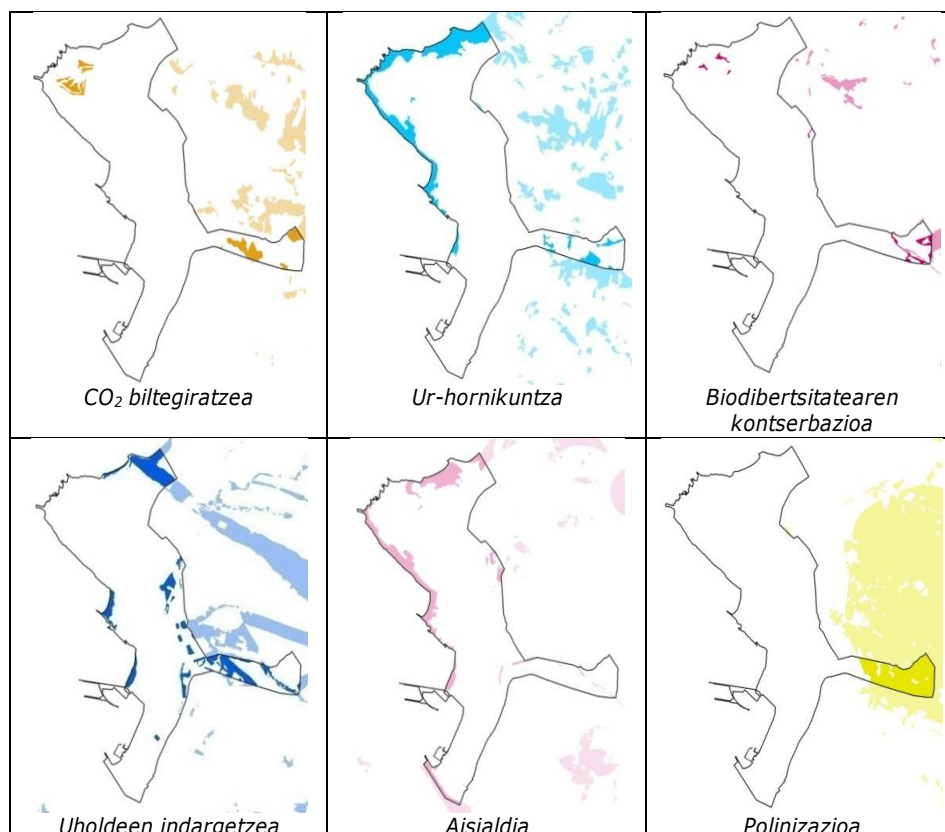 CO₂ biltegiratzea
Ur-hornikuntza
Biodibertsitatearen
kontserbazioa
Uholdeen indargetzea
Aisialdia
Polinizazioa